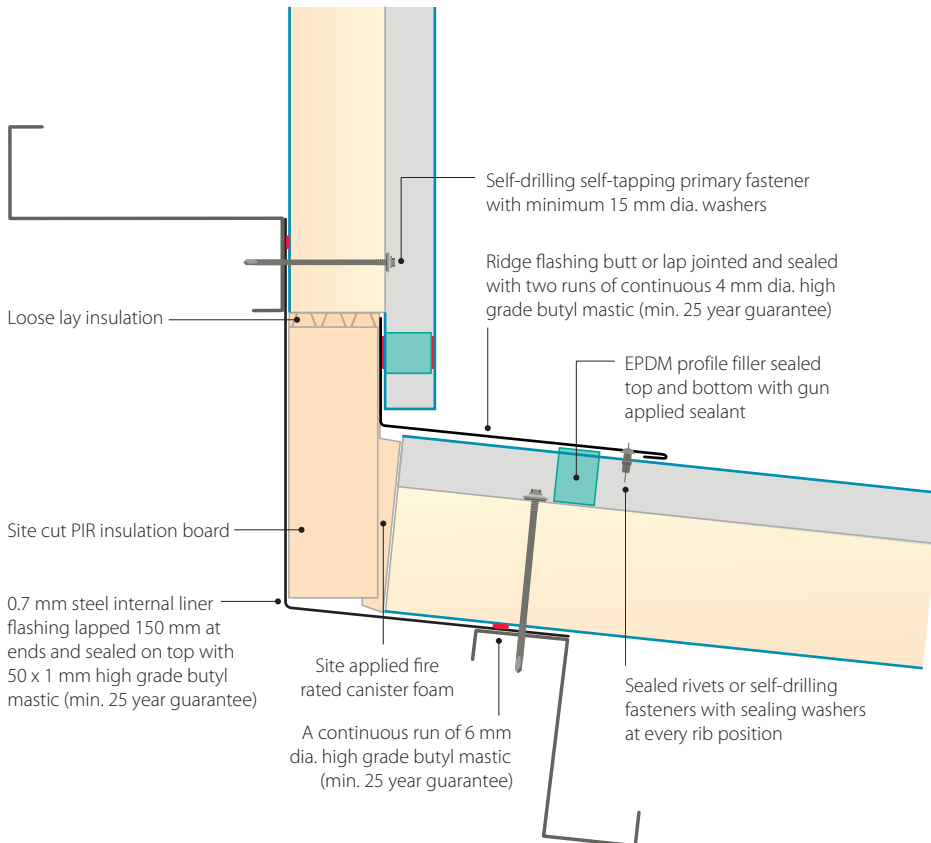 Self-drilling self-tapping primary fastener
with minimum 15 mm dia. washers
Ridge flashing butt or lap jointed and sealed
with two runs of continuous 4 mm dia. high
grade butyl mastic (min. 25 year guarantee)
Loose lay insulation
EPDM profile filler sealed
top and bottom with gun
applied sealant
Site cut PIR insulation board
0.7 mm steel internal liner
flashing lapped 150 mm at
ends and sealed on top with
50 x 1 mm high grade butyl
mastic (min. 25 year guarantee)
Site applied fire
rated canister foam
A continuous run of 6 mm
dia. high grade butyl mastic
(min. 25 year guarantee)
Sealed rivets or self-drilling
fasteners with sealing washers
at every rib position